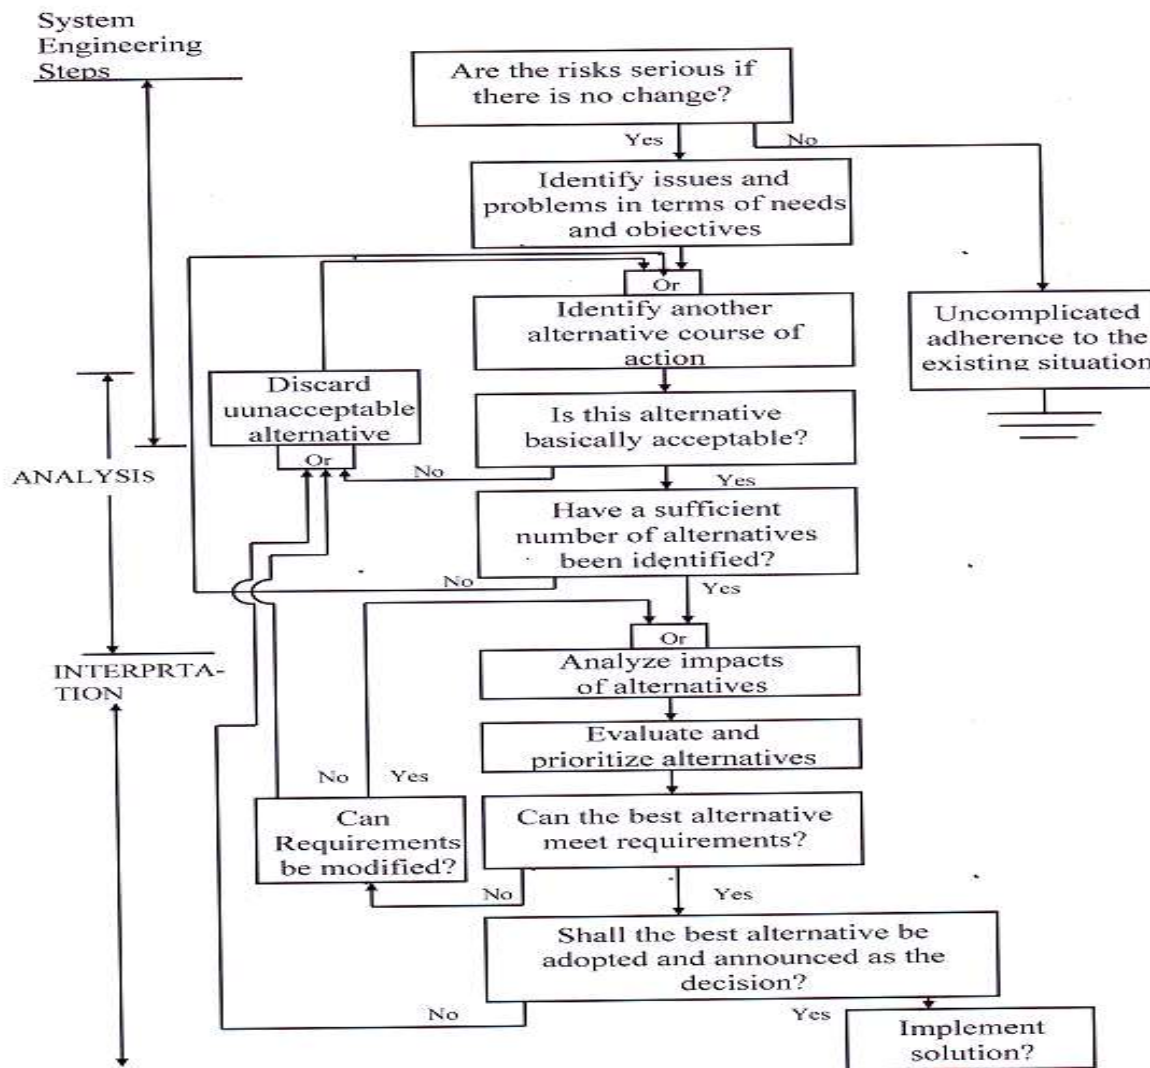 System
Engineering
Steps
Are the risks serious if
there is no change?
Yes
No
Identify issues and
problems in terms of needs
and objectives
Or
Identify another
alternative course of
action
Uncomplicated
adherence to the
existing situation
Discard
uunacceptable
alternative
Or
Is this alternative
basically acceptable?
No
Yes
ANALYSIS
Have a sufficient
number of alternatives
been identified?
No
Yes
Or
INTERPRTA-
TION
Analyze impacts
of alternatives
Evaluate and
prioritize alternatives
No
Yes
Can
Requirements
be modified?
Can the best alternative
meet requirements?
No
Yes
Shall the best alternative be
adopted and announced as the
decision?
No
Yes
Implement
solution?